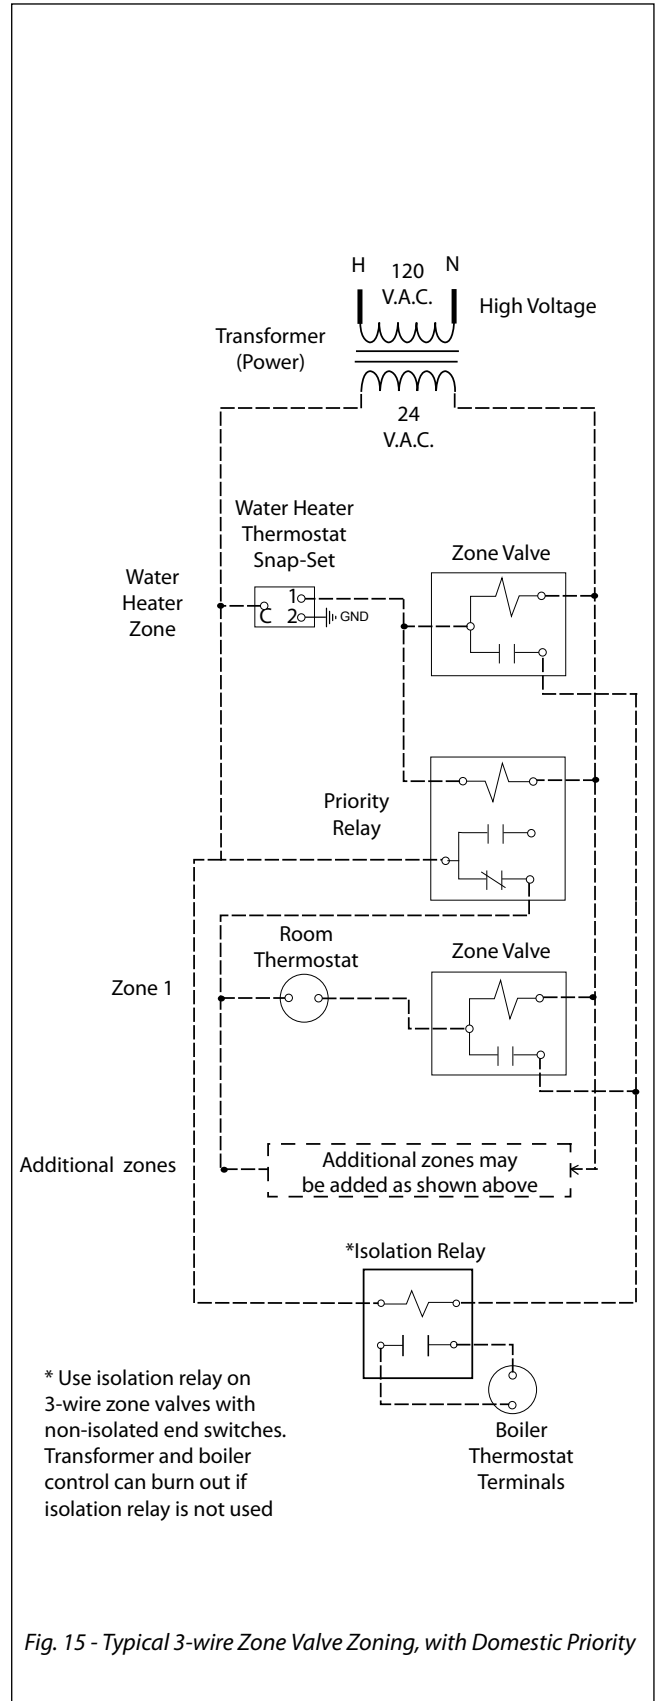 H
120
V.A.C.
N
High Voltage
Transformer
(Power)
24
V.A.C.
Water Heater
Thermostat
Snap-Set
Zone Valve
Water
Heater
Zone
1
C
2
GND
Priority
Relay
Room
Thermostat
Zone Valve
Zone 1
Additional zones
Additional zones may
be added as shown above
*Isolation Relay
* Use isolation relay on
3-wire zone valves with
non-isolated end switches.
Transformer and boiler
control can burn out if
isolation relay is not used
Boiler
Thermostat
Terminals
Fig. 15 - Typical 3-wire Zone Valve Zoning, with Domestic Priority